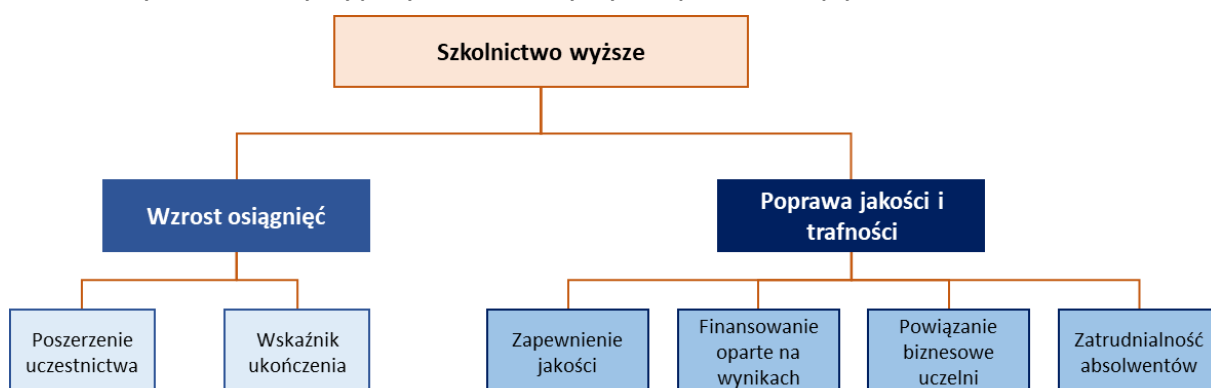 Szkolnictwo wyższe
Wzrost osiągnięć
Poprawa jakości i
trafności
Poszerzenie
uczestnictwa
Wskaźnik
ukończenia
Zapewnienie
jakości
Finansowanie
oparte na
wynikach
Powiązanie
biznesowe
uczelni
Zatrudnialność
absolwentów